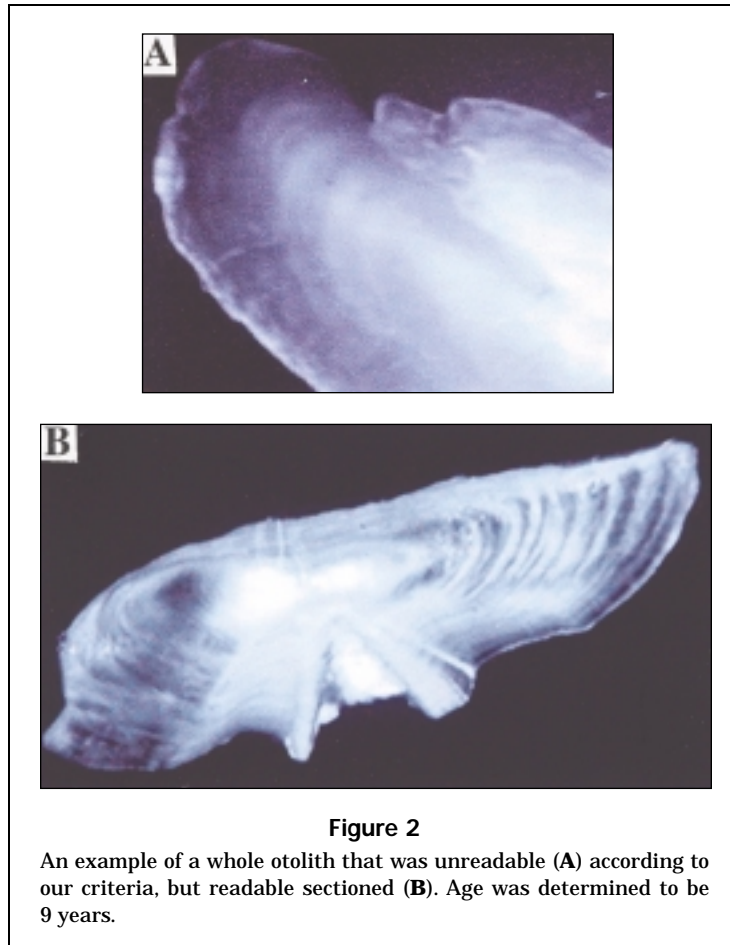 A
B
Figure 2
An example of a whole otolith that was unreadable (A) according to
our criteria, but readable sectioned (B). Age was determined to be
9 years.